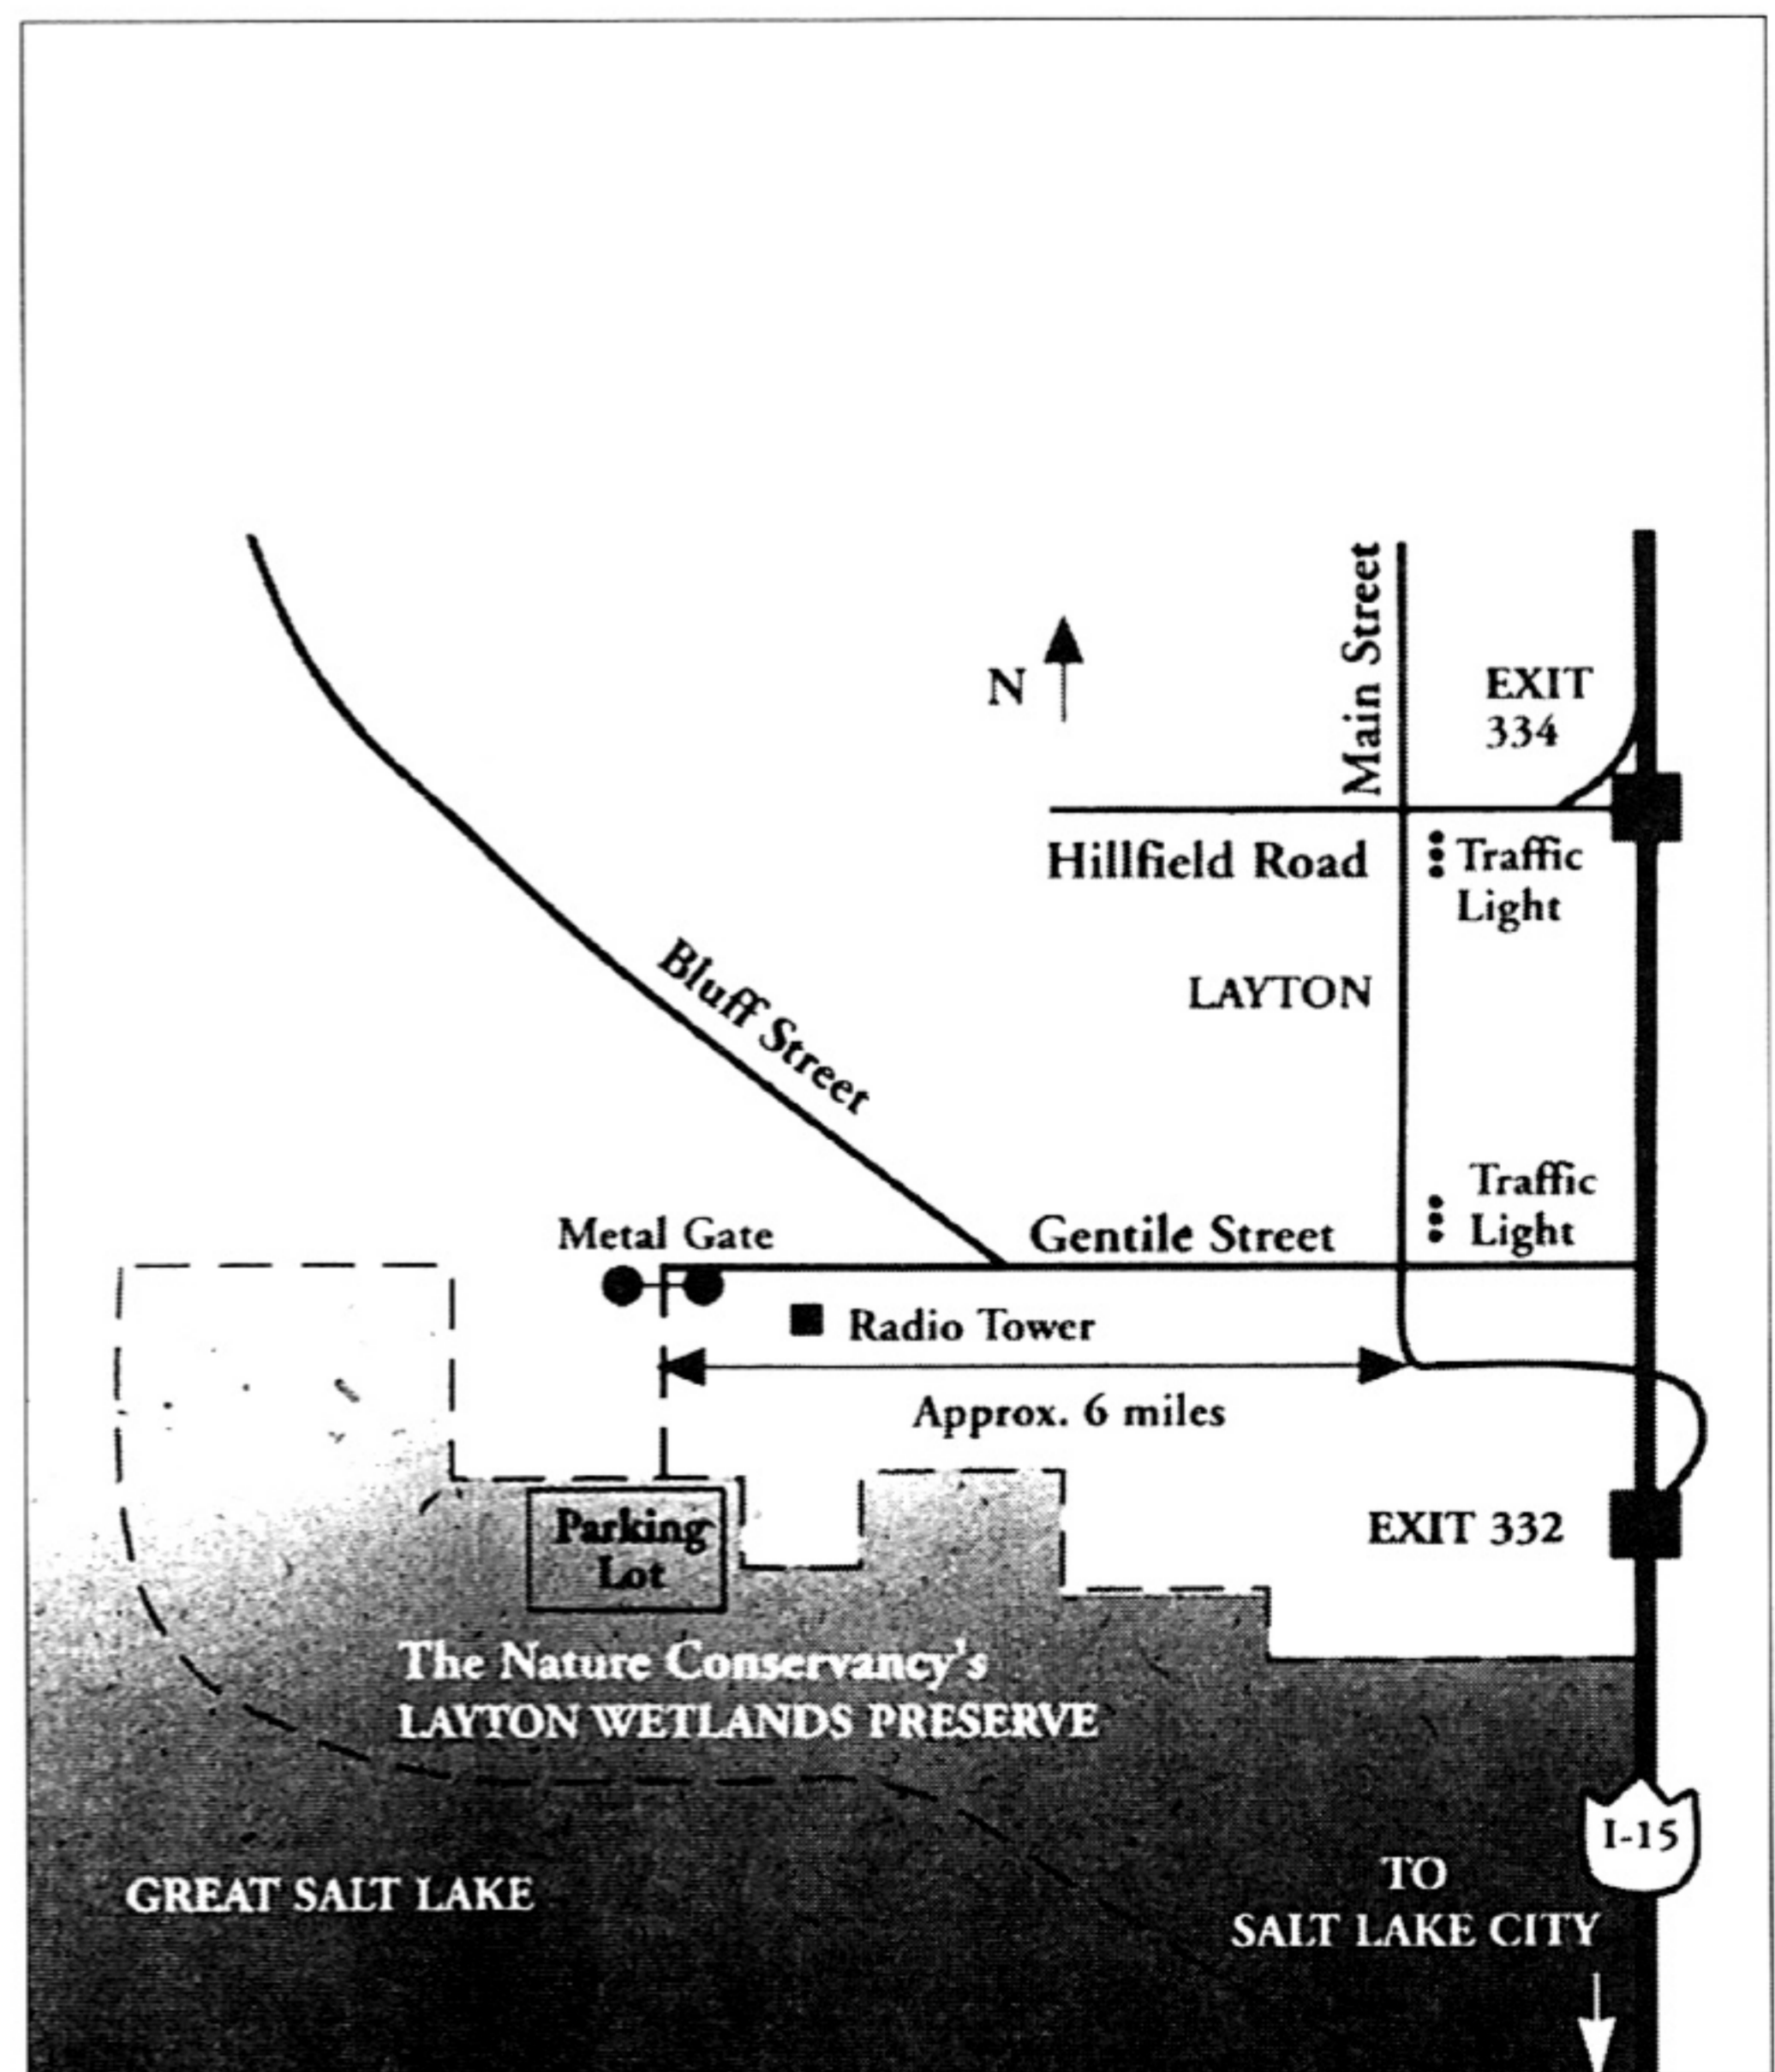 Main Street
N
EXIT
334
Hillfield Road
Traffic
Light
LAYTON
Bluff Street
Traffic
Light
Metal Gate
Gentile Street
Radio Tower
Approx. 6 miles
Parking
Lot
EXIT 332
The Nature Conservancy's
LAYTON WETLANDS PRESERVE
I-15
GREAT SALT LAKE
TO
SALT LAKE CITY